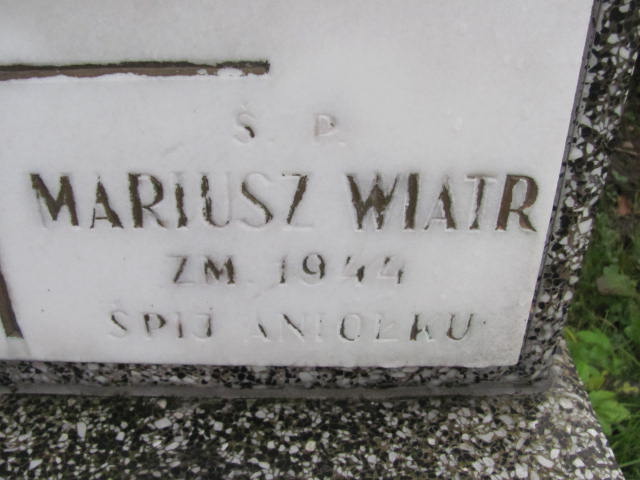 Ś. P.
MARIUSZ WIATR
ZM. 1944
ŚPIJ ANIOŁKU